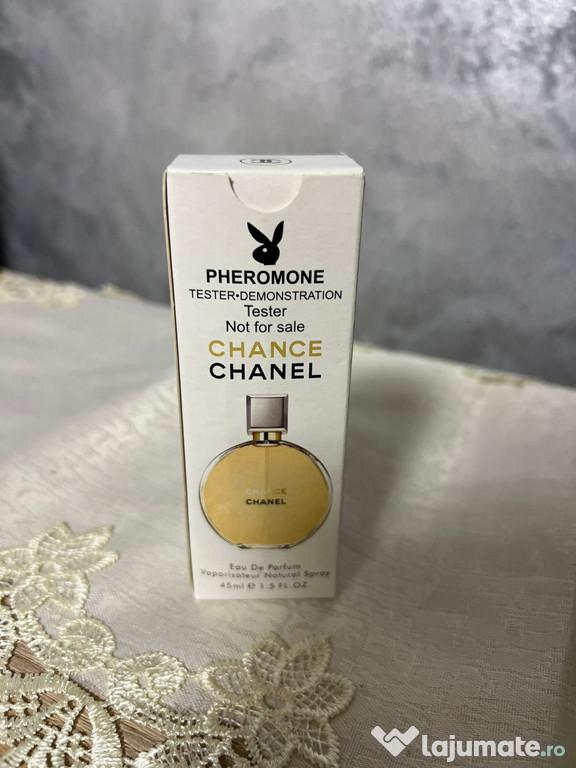 PHEROMONE
TESTER•DEMONSTRATION
Tester
Not for sale
CHANCE
CHANEL
CHANCE
CHANEL
Eau De Parfum
Vaporisateur Natural Spray
45ml e 1.5 FL.OZ.
lajumate.ro